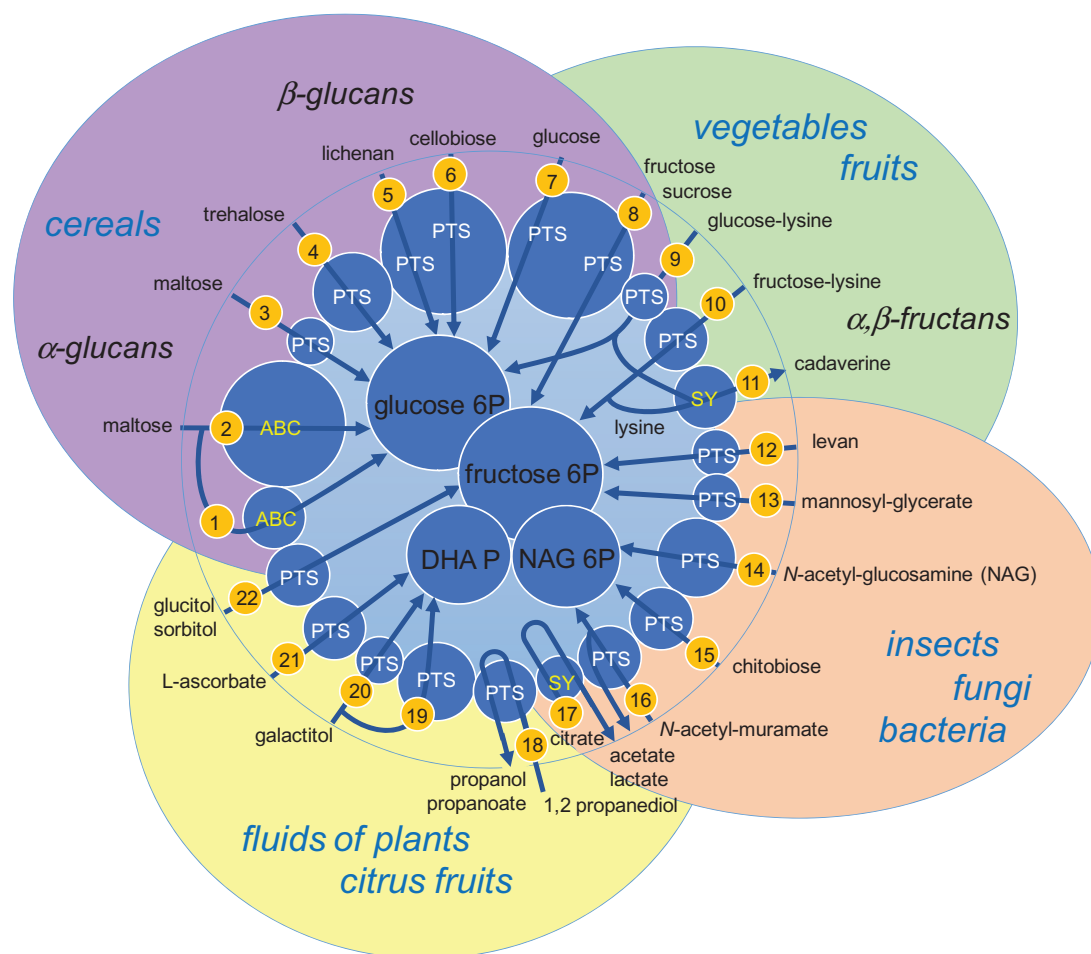 β-glucans
cellobiose
glucose
lichenan
fructose
sucrose
vegetables
fruits
glucose-lysine
cereals
trehalose
maltose
fructose-lysine
α-glucans
α,β-fructans
cadaverine
maltose
lysine
levan
mannosyl-glycerate
N-acetyl-glucosamine (NAG)
chitobiose
insects
fungi
bacteria
N-acetyl-muramate
citrate
acetate
lactate
1,2 propanediol
propanol
propanoate
galactitol
L-ascorbate
glucitol
sorbitol
fluids of plants
citrus fruits
glucose 6P
fructose 6P
DHA P
NAG 6P
1
ABC
2
ABC
3
PTS
4
PTS
5
PTS
6
PTS
7
PTS
8
PTS
9
PTS
10
PTS
11
SY
12
PTS
13
PTS
14
PTS
15
PTS
16
PTS
17
SY
18
PTS
19
PTS
20
PTS
21
PTS
22
PTS